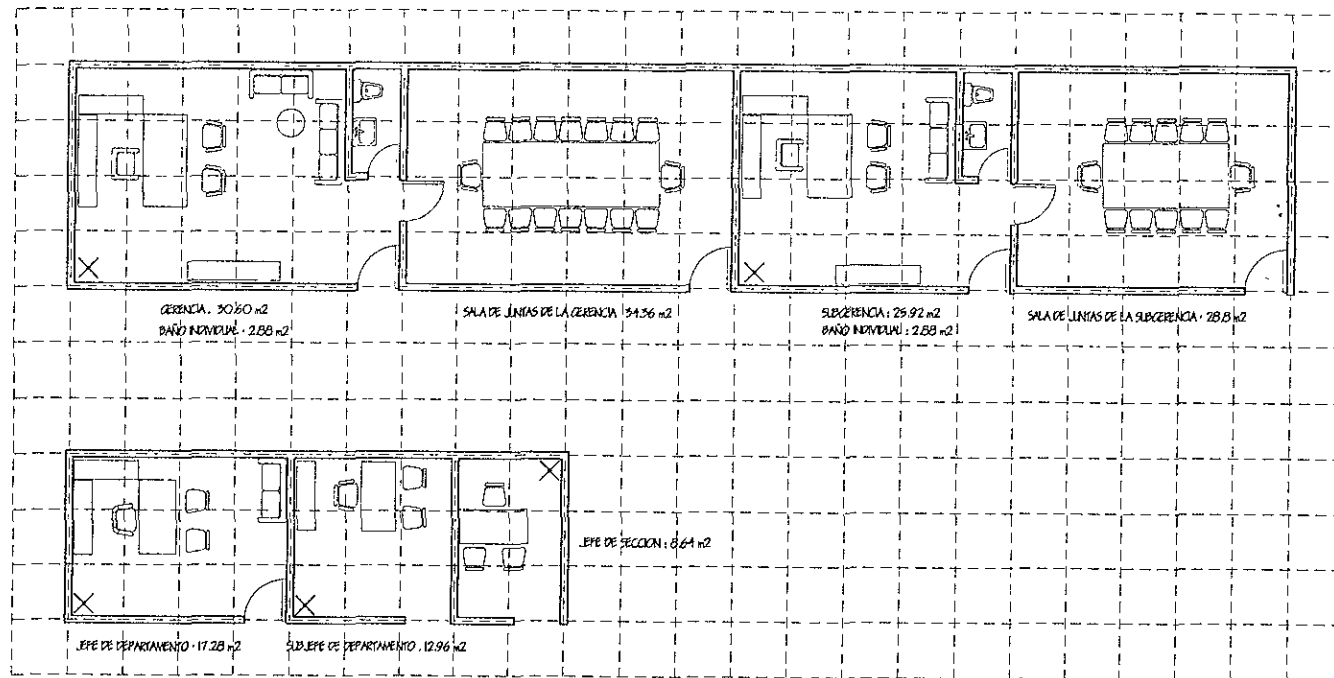 GERENCIA . 30.60 m2
BAÑO INDIVIDUAL . 2.88 m2
SALA DE JUNTAS DE LA GERENCIA : 34.36 m2
SUBGERENCIA : 25.92 m2
BAÑO INDIVIDUAL : 2.88 m2
SALA DE JUNTAS DE LA SUBGERENCIA . 28.8 m2
JEFE DE SECCION : 8.64 m2
JEFE DE DEPARTAMENTO . 17.28 m2
SUBJEFE DE DEPARTAMENTO . 12.96 m2